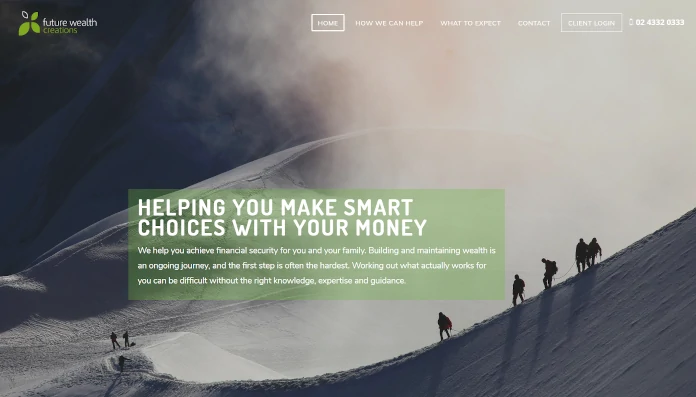 future wealth
creations
HOME
HOW WE CAN HELP
WHAT TO EXPECT
CONTACT
CLIENT LOGIN
02 4332 0333
HELPING YOU MAKE SMART
CHOICES WITH YOUR MONEY
We help you achieve financial security for you and your family. Building and maintaining wealth is
an ongoing journey, and the first step is often the hardest. Working out what actually works for
you can be difficult without the right knowledge, expertise and guidance.